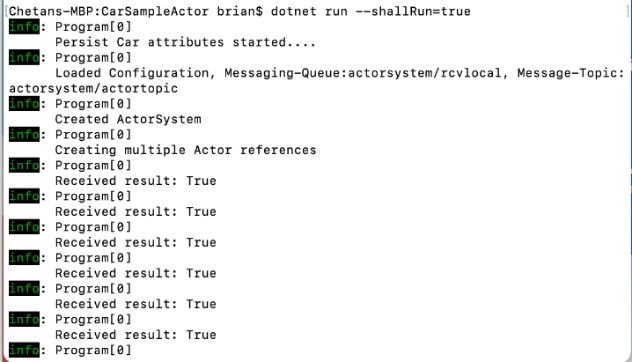 [Chetans-MBP:CarSampleActor brian$ dotnet run --shallRun=true ]
info: Program[0]
Persist Car attributes started....
info: Program[0]
Loaded Configuration, Messaging-Queue:actorsystem/rcvlocal, Message-Topic:
actorsystem/actortopic
info: Program[0]
Created ActorSystem
info: Program[0]
Creating multiple Actor references
info: Program[0]
Received result: True
info: Program[0]
Received result: True
info: Program[0]
Received result: True
info: Program[0]
Received result: True
info: Program[0]
Received result: True
info: Program[0]
Received result: True
info: Program[0]